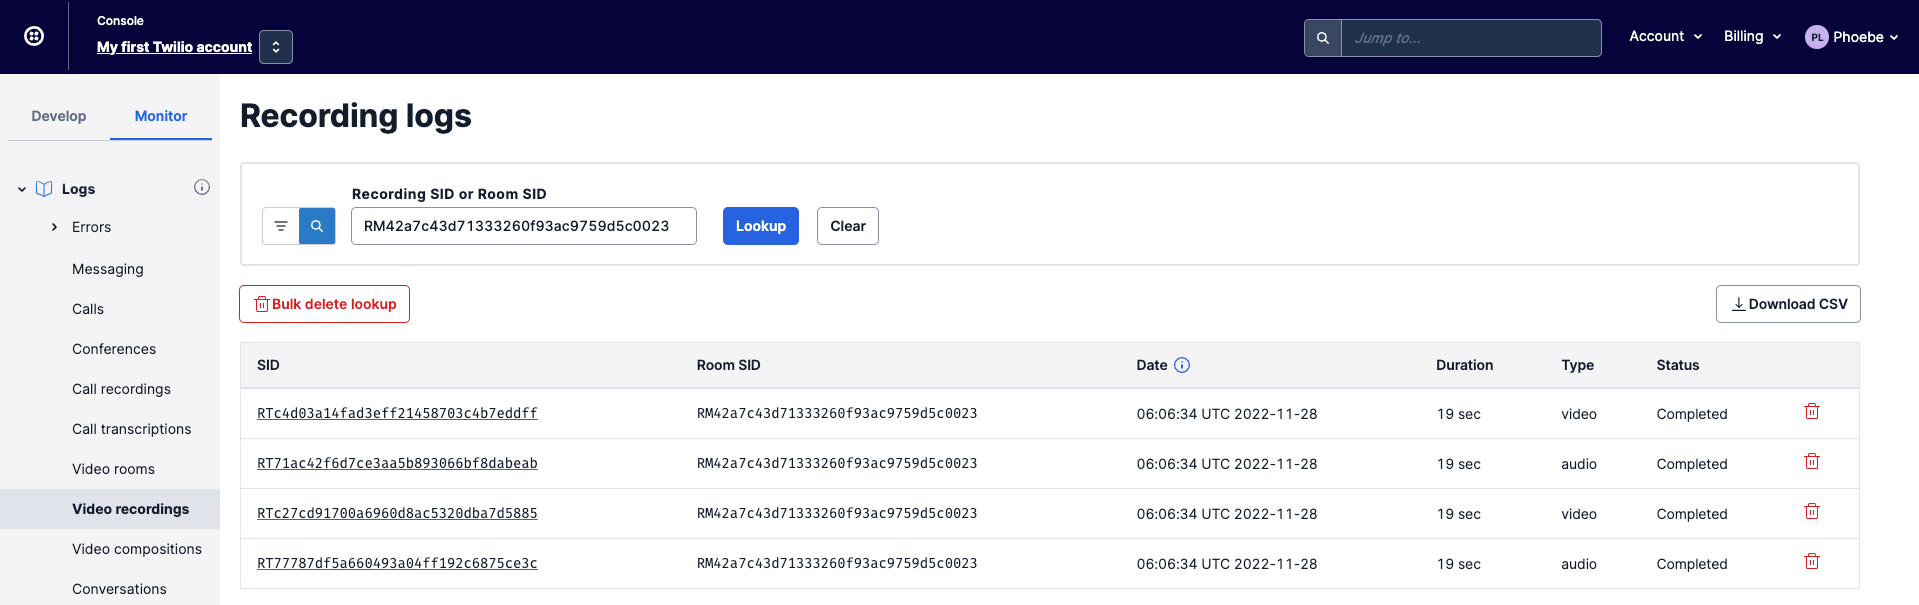 Console
My first Twilio account
Jump to...
Account
Billing
PL
Phoebe
Develop
Monitor
Logs
Errors
Messaging
Calls
Conferences
Call recordings
Call transcriptions
Video rooms
Video recordings
Video compositions
Conversations
Recording logs
Recording SID or Room SID
RM42a7c43d71333260f93ac9759d5c0023
Lookup
Clear
Bulk delete lookup
Download CSV
SID Room SID Date Duration Type Status
RTc4d03a14fad3eff21458703c4b7eddff RM42a7c43d71333260f93ac9759d5c0023 06:06:34 UTC 2022-11-28 19 sec video Completed
RT71ac42f6d7ce3aa5b893066bf8dabeab RM42a7c43d71333260f93ac9759d5c0023 06:06:34 UTC 2022-11-28 19 sec audio Completed
RTc27cd91700a6960d8ac5320dba7d5885 RM42a7c43d71333260f93ac9759d5c0023 06:06:34 UTC 2022-11-28 19 sec video Completed
RT77787df5a660493a04ff192c6875ce3c RM42a7c43d71333260f93ac9759d5c0023 06:06:34 UTC 2022-11-28 19 sec audio Completed